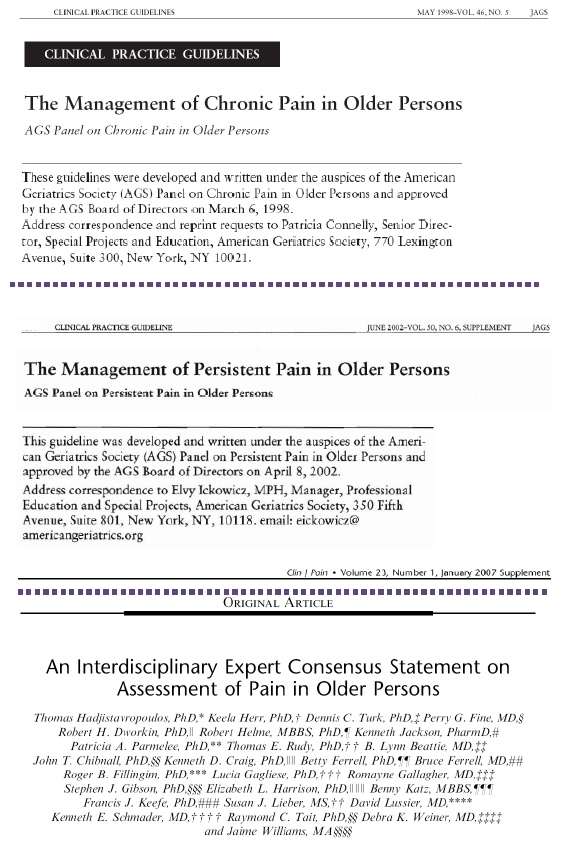 CLINICAL PRACTICE GUIDELINES MAY 1998–VOL. 46, NO. 5 JAGS
CLINICAL PRACTICE GUIDELINES
The Management of Chronic Pain in Older Persons
AGS Panel on Chronic Pain in Older Persons
These guidelines were developed and written under the auspices of the American
Geriatrics Society (AGS) Panel on Chronic Pain in Older Persons and approved
by the AGS Board of Directors on March 6, 1998.
Address correspondence and reprint requests to Patricia Connelly, Senior Direc-
tor, Special Projects and Education, American Geriatrics Society, 770 Lexington
Avenue, Suite 300, New York, NY 10021.
CLINICAL PRACTICE GUIDELINE JUNE 2002–VOL. 50, NO. 6, SUPPLEMENT JAGS
The Management of Persistent Pain in Older Persons
AGS Panel on Persistent Pain in Older Persons
This guideline was developed and written under the auspices of the Ameri-
can Geriatrics Society (AGS) Panel on Persistent Pain in Older Persons and
approved by the AGS Board of Directors on April 8, 2002.
Address correspondence to Elvy Ickowicz, MPH, Manager, Professional
Education and Special Projects, American Geriatrics Society, 350 Fifth
Avenue, Suite 801, New York, NY, 10118. email: eickowicz@
americangeriatrics.org
Clin J Pain • Volume 23, Number 1, January 2007 Supplement
ORIGINAL ARTICLE
An Interdisciplinary Expert Consensus Statement on
Assessment of Pain in Older Persons
Thomas Hadjistavropoulos, PhD,* Keela Herr, PhD,† Dennis C. Turk, PhD,‡ Perry G. Fine, MD,§
Robert H. Dworkin, PhD,‖ Robert Helme, MBBS, PhD,¶ Kenneth Jackson, PharmD,#
Patricia A. Parmelee, PhD,** Thomas E. Rudy, PhD,†† B. Lynn Beattie, MD,‡‡
John T. Chibnall, PhD,§§ Kenneth D. Craig, PhD,‖‖ Betty Ferrell, PhD,¶¶ Bruce Ferrell, MD,##
Roger B. Fillingim, PhD,*** Lucia Gagliese, PhD,††† Romayne Gallagher, MD,‡‡‡
Stephen J. Gibson, PhD,§§§ Elizabeth L. Harrison, PhD,‖‖‖ Benny Katz, MBBS,¶¶¶
Francis J. Keefe, PhD,### Susan J. Lieber, MS,†† David Lussier, MD,****
Kenneth E. Schmader, MD,†††† Raymond C. Tait, PhD,§§ Debra K. Weiner, MD,‡‡‡‡
and Jaime Williams, MA§§§§